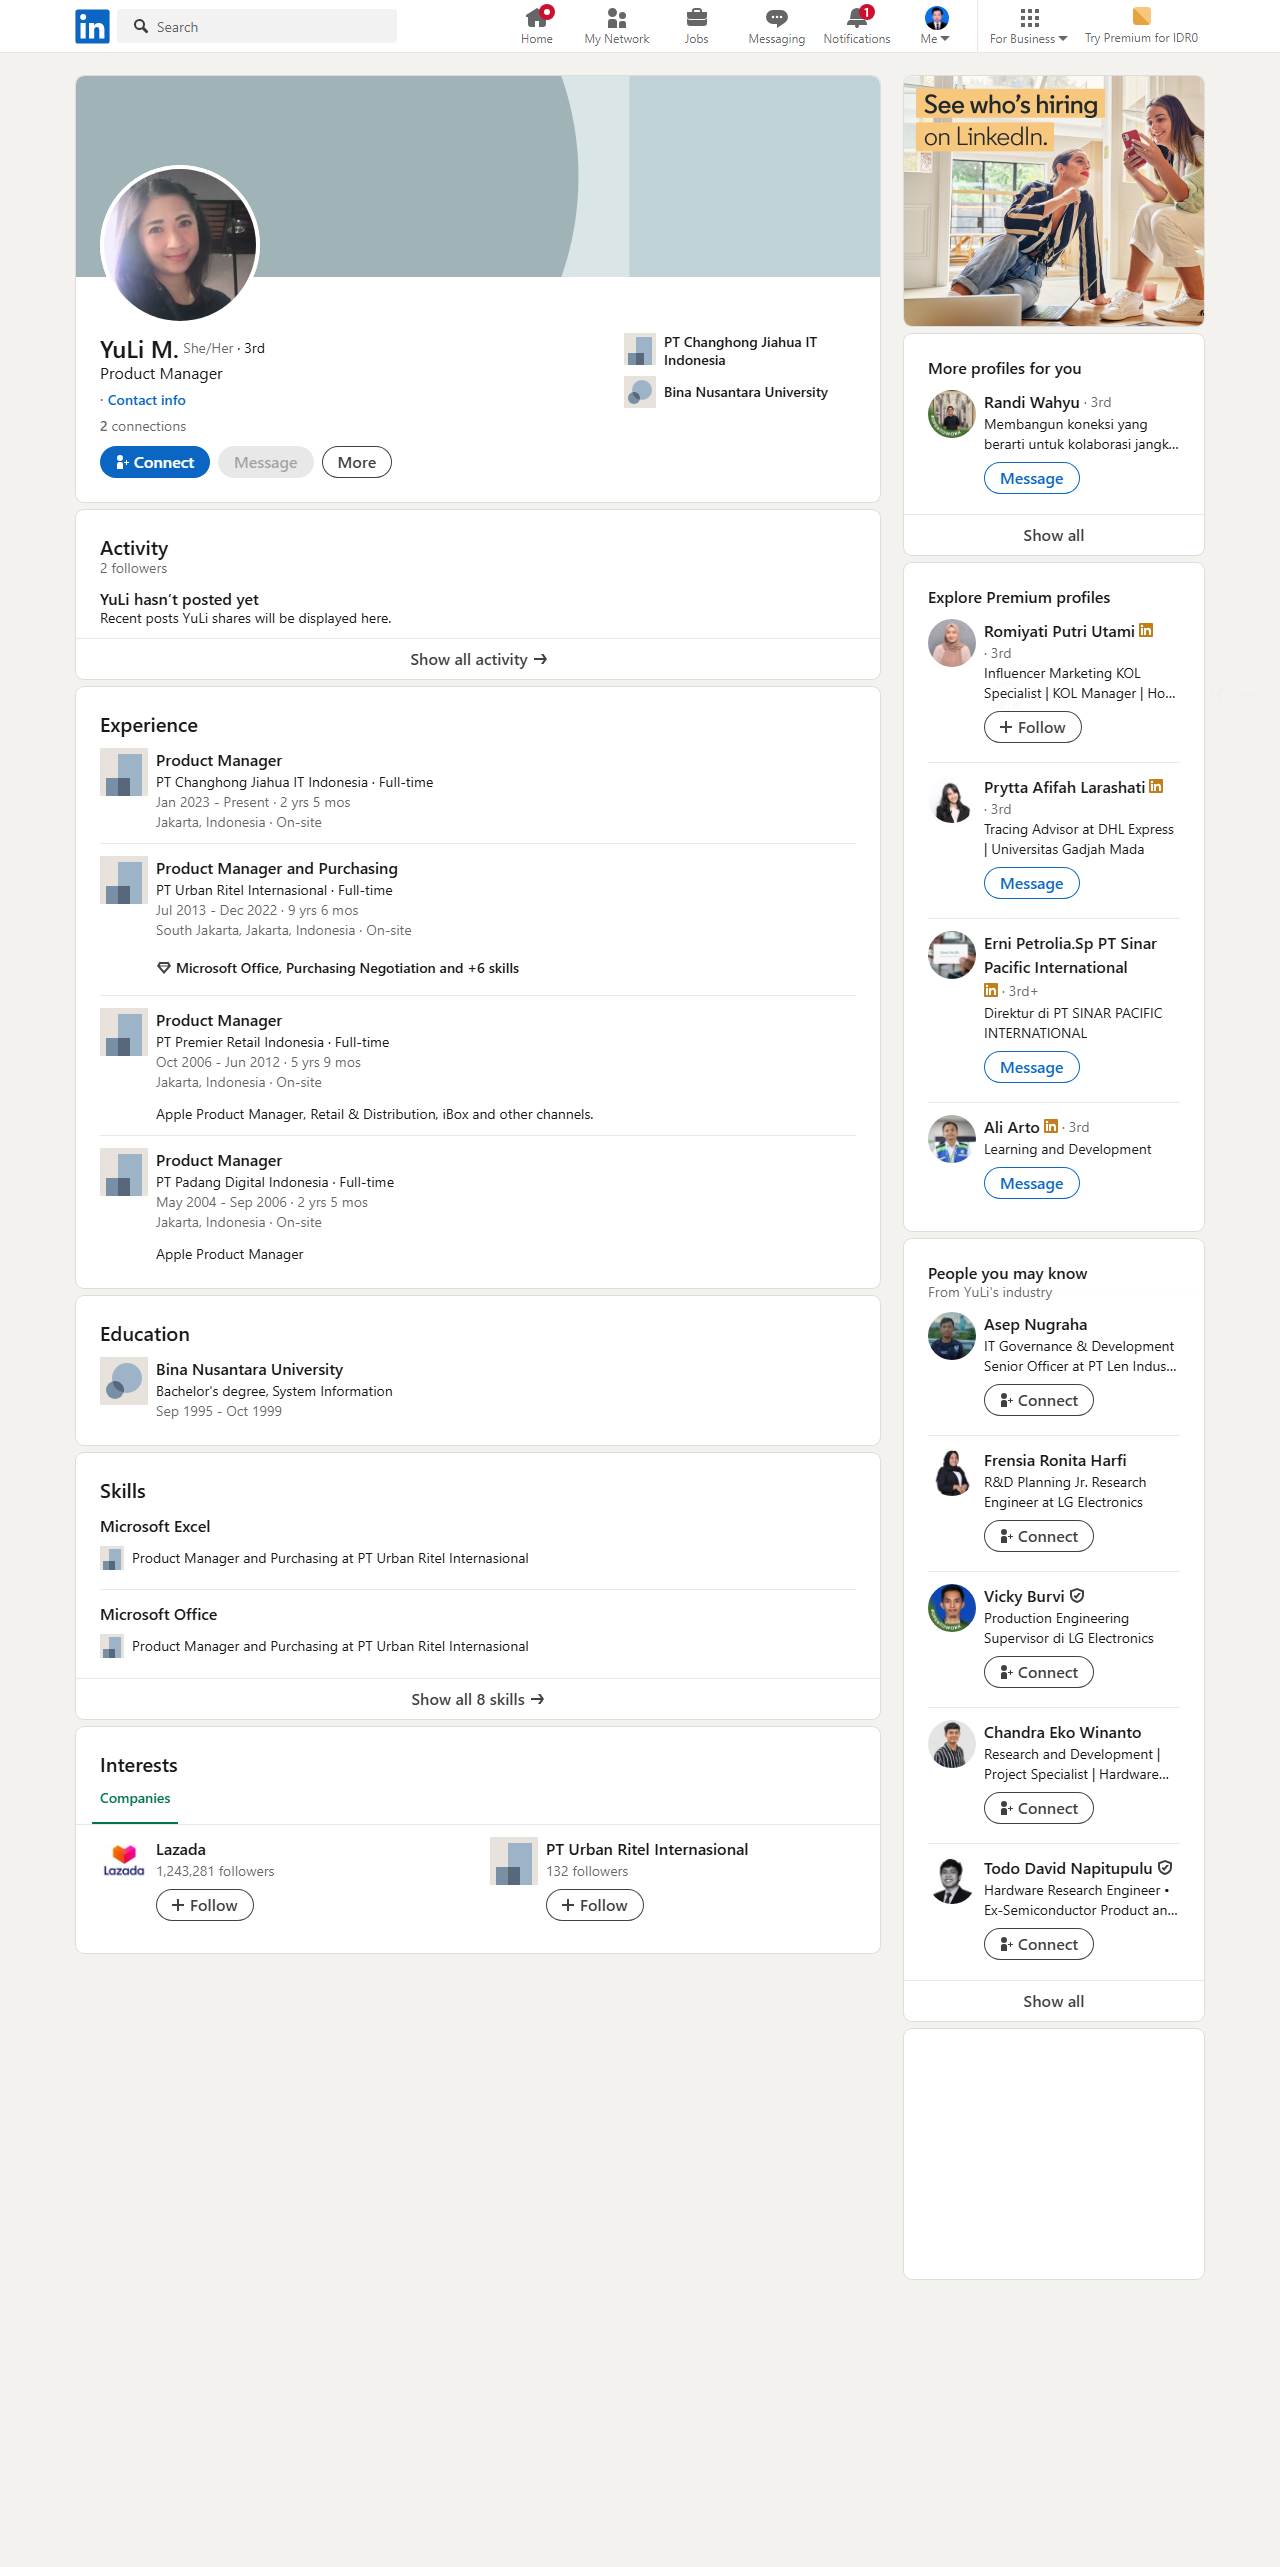 in
Search
Home
My Network
Jobs
Messaging
1
Notifications
Me
For Business
Try Premium for IDR0
See who's hiring
on LinkedIn.
YuLi M. She/Her · 3rd
Product Manager
· Contact info
2 connections
Connect
Message
More
PT Changhong Jiahua IT
Indonesia
Bina Nusantara University
Activity
2 followers
YuLi hasn't posted yet
Recent posts YuLi shares will be displayed here.
Show all activity →
Experience
Product Manager
PT Changhong Jiahua IT Indonesia · Full-time
Jan 2023 - Present · 2 yrs 5 mos
Jakarta, Indonesia · On-site
Product Manager and Purchasing
PT Urban Ritel Internasional · Full-time
Jul 2013 - Dec 2022 · 9 yrs 6 mos
South Jakarta, Jakarta, Indonesia · On-site
Microsoft Office, Purchasing Negotiation and +6 skills
Product Manager
PT Premier Retail Indonesia · Full-time
Oct 2006 - Jun 2012 · 5 yrs 9 mos
Jakarta, Indonesia · On-site
Apple Product Manager, Retail & Distribution, iBox and other channels.
Product Manager
PT Padang Digital Indonesia · Full-time
May 2004 - Sep 2006 · 2 yrs 5 mos
Jakarta, Indonesia · On-site
Apple Product Manager
Education
Bina Nusantara University
Bachelor's degree, System Information
Sep 1995 - Oct 1999
Skills
Microsoft Excel
Product Manager and Purchasing at PT Urban Ritel Internasional
Microsoft Office
Product Manager and Purchasing at PT Urban Ritel Internasional
Show all 8 skills →
Interests
Companies
Lazada
Lazada
1,243,281 followers
+ Follow
PT Urban Ritel Internasional
132 followers
+ Follow
More profiles for you
Randi Wahyu · 3rd
Membangun koneksi yang
berarti untuk kolaborasi jangk...
Message
Show all
Explore Premium profiles
Romiyati Putri Utami in
· 3rd
Influencer Marketing KOL
Specialist | KOL Manager | Ho...
+ Follow
Prytta Afifah Larashati in
· 3rd
Tracing Advisor at DHL Express
| Universitas Gadjah Mada
Message
Erni Petrolia.Sp PT Sinar
Pacific International
in · 3rd+
Direktur di PT SINAR PACIFIC
INTERNATIONAL
Message
Ali Arto in · 3rd
Learning and Development
Message
People you may know
From YuLi's industry
Asep Nugraha
IT Governance & Development
Senior Officer at PT Len Indus...
Connect
Frensia Ronita Harfi
R&D Planning Jr. Research
Engineer at LG Electronics
Connect
Vicky Burvi
Production Engineering
Supervisor di LG Electronics
Connect
Chandra Eko Winanto
Research and Development |
Project Specialist | Hardware...
Connect
Todo David Napitupulu
Hardware Research Engineer •
Ex-Semiconductor Product an...
Connect
Show all